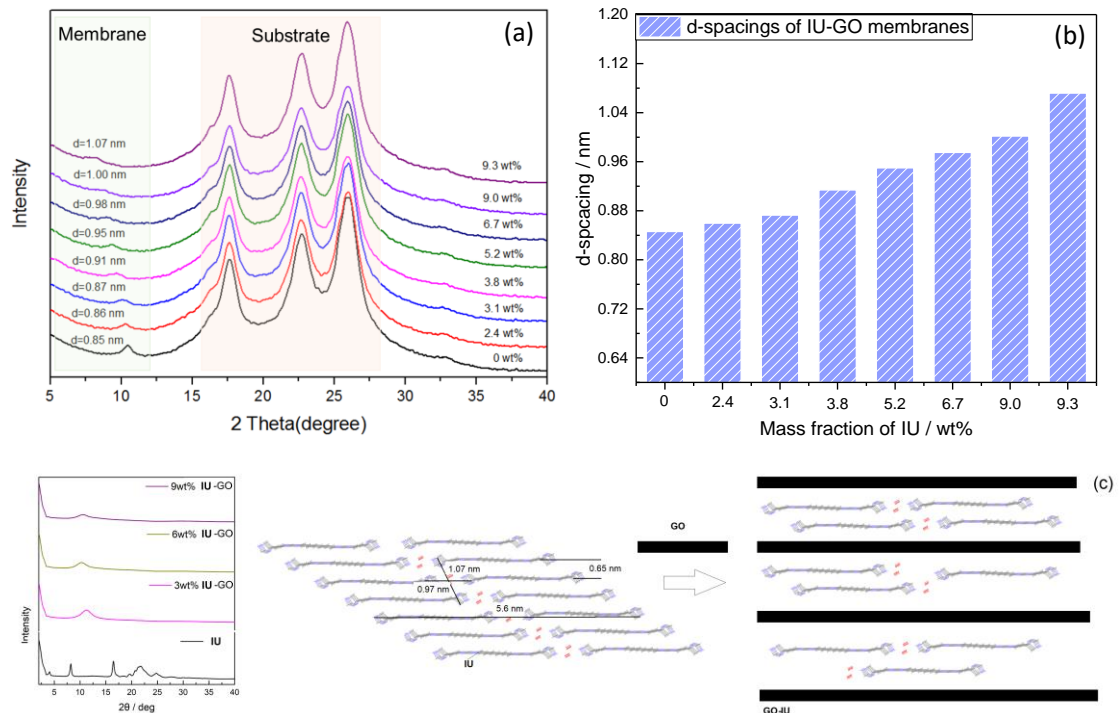 Membrane
Substrate
(a)
d=1.07 nm
d=1.00 nm
d=0.98 nm
d=0.95 nm
d=0.91 nm
d=0.87 nm
d=0.86 nm
d=0.85 nm
9.3 wt%
9.0 wt%
6.7 wt%
5.2 wt%
3.8 wt%
3.1 wt%
2.4 wt%
0 wt%
Intensity
5 10 15 20 25 30 35 40
2 Theta(degree)
d-spacings of IU-GO membranes
(b)
1.20
1.12
1.04
0.96
0.88
0.80
0.72
0.64
d-spcacing / nm
0 2.4 3.1 3.8 5.2 6.7 9.0 9.3
Mass fraction of IU / wt%
9wt% IU -GO
6wt% IU -GO
3wt% IU -GO
IU
Intensity
5 10 15 20 25 30 35 40
2θ / deg
1.07 nm
0.65 nm
0.97 nm
5.6 nm
IU
GO
(c)
GO-IU